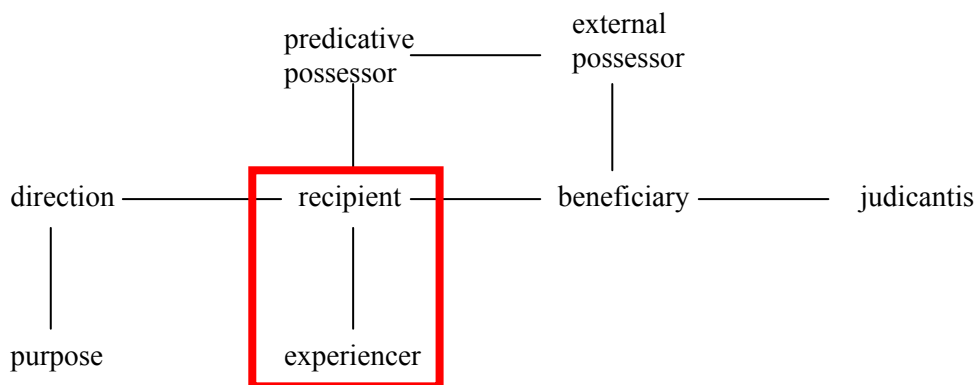 predicative
possessor
external
possessor
direction
recipient
beneficiary
judicantis
purpose
experiencer